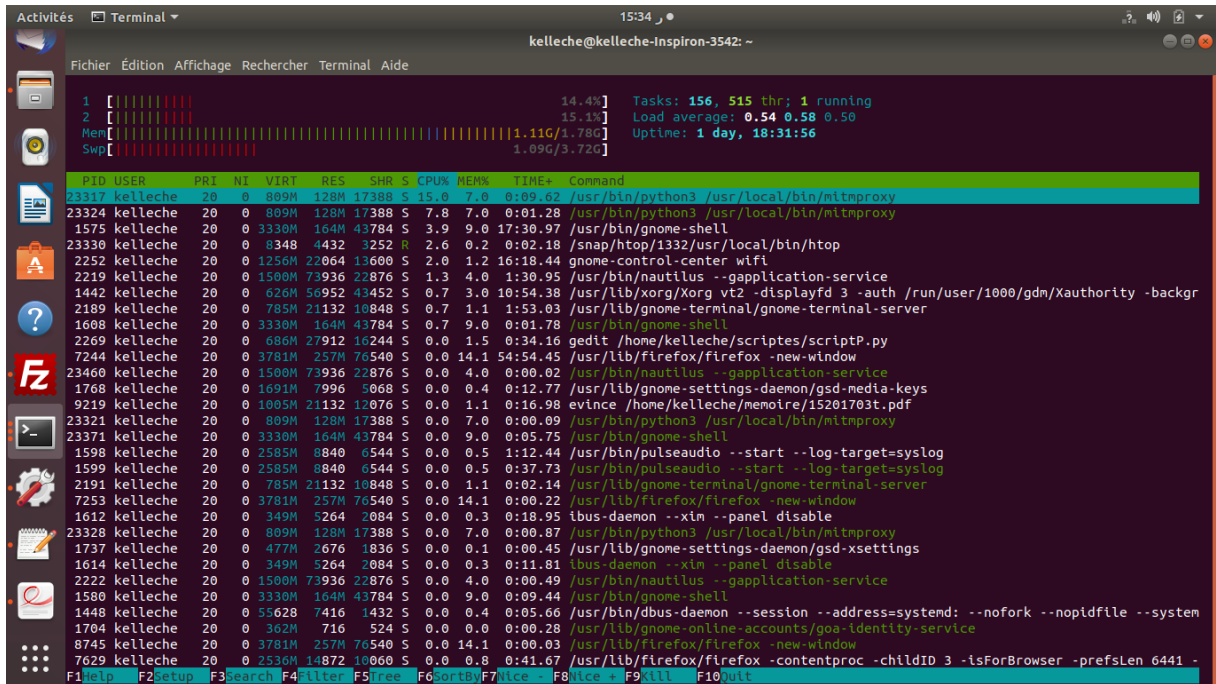 Activités Terminal 15:34 ر
kelleche@kelleche-Inspiron-3542: ~
Fichier Édition Affichage Rechercher Terminal Aide
1 [|||||||||| 14.4%] Tasks: 156, 515 thr; 1 running
2 [|||||||||| 15.1%] Load average: 0.54 0.58 0.50
Mem[||||||||||||||||||||||||||||||||||||||||||||||||||||1.11G/1.78G] Uptime: 1 day, 18:31:56
Swp[|||||||||||||||||| 1.09G/3.72G]
PID USER PRI NI VIRT RES SHR S CPU% MEM% TIME+ Command
23317 kelleche 20 0 809M 128M 17388 S 15.0 7.0 0:09.62 /usr/bin/python3 /usr/local/bin/mitmproxy
23324 kelleche 20 0 809M 128M 17388 S 7.8 7.0 0:01.28 /usr/bin/python3 /usr/local/bin/mitmproxy
1575 kelleche 20 0 3330M 164M 43784 S 3.9 9.0 17:30.97 /usr/bin/gnome-shell
23330 kelleche 20 0 8348 4432 3252 R 2.6 0.2 0:02.18 /snap/htop/1332/usr/local/bin/htop
2252 kelleche 20 0 1256M 22064 13600 S 2.0 1.2 16:18.44 gnome-control-center wifi
2219 kelleche 20 0 1500M 73936 22876 S 1.3 4.0 1:30.95 /usr/bin/nautilus --gapplication-service
1442 kelleche 20 0 626M 56952 43452 S 0.7 3.0 10:54.38 /usr/lib/xorg/Xorg vt2 -displayfd 3 -auth /run/user/1000/gdm/Xauthority -backgr
2189 kelleche 20 0 785M 21132 10848 S 0.7 1.1 1:53.03 /usr/lib/gnome-terminal/gnome-terminal-server
1608 kelleche 20 0 3330M 164M 43784 S 0.7 9.0 0:01.78 /usr/bin/gnome-shell
2269 kelleche 20 0 686M 27912 16244 S 0.0 1.5 0:34.16 gedit /home/kelleche/scriptes/scriptP.py
7244 kelleche 20 0 3781M 257M 76540 S 0.0 14.1 54:54.45 /usr/lib/firefox/firefox -new-window
23460 kelleche 20 0 1500M 73936 22876 S 0.0 4.0 0:00.02 /usr/bin/nautilus --gapplication-service
1768 kelleche 20 0 1691M 7996 5068 S 0.0 0.4 0:12.77 /usr/lib/gnome-settings-daemon/gsd-media-keys
9219 kelleche 20 0 1005M 21132 12076 S 0.0 1.1 0:16.98 evince /home/kelleche/memoire/15201703t.pdf
23321 kelleche 20 0 809M 128M 17388 S 0.0 7.0 0:00.09 /usr/bin/python3 /usr/local/bin/mitmproxy
23371 kelleche 20 0 3330M 164M 43784 S 0.0 9.0 0:05.75 /usr/bin/gnome-shell
1598 kelleche 20 0 2585M 8840 6544 S 0.0 0.5 1:12.44 /usr/bin/pulseaudio --start --log-target=syslog
1599 kelleche 20 0 2585M 8840 6544 S 0.0 0.5 0:37.73 /usr/bin/pulseaudio --start --log-target=syslog
2191 kelleche 20 0 785M 21132 10848 S 0.0 1.1 0:02.14 /usr/lib/gnome-terminal/gnome-terminal-server
7253 kelleche 20 0 3781M 257M 76540 S 0.0 14.1 0:00.22 /usr/lib/firefox/firefox -new-window
1612 kelleche 20 0 349M 5264 2084 S 0.0 0.3 0:18.95 ibus-daemon --xim --panel disable
23328 kelleche 20 0 809M 128M 17388 S 0.0 7.0 0:00.87 /usr/bin/python3 /usr/local/bin/mitmproxy
1737 kelleche 20 0 477M 2676 1836 S 0.0 0.1 0:00.45 /usr/lib/gnome-settings-daemon/gsd-xsettings
1614 kelleche 20 0 349M 5264 2084 S 0.0 0.3 0:11.81 ibus-daemon --xim --panel disable
2222 kelleche 20 0 1500M 73936 22876 S 0.0 4.0 0:00.49 /usr/bin/nautilus --gapplication-service
1580 kelleche 20 0 3330M 164M 43784 S 0.0 9.0 0:09.44 /usr/bin/gnome-shell
1448 kelleche 20 0 55628 7416 1432 S 0.0 0.4 0:05.66 /usr/bin/dbus-daemon --session --address=systemd: --nofork --nopidfile --system
1704 kelleche 20 0 362M 716 524 S 0.0 0.0 0:00.28 /usr/lib/gnome-online-accounts/goa-identity-service
8745 kelleche 20 0 3781M 257M 76540 S 0.0 14.1 0:00.03 /usr/lib/firefox/firefox -new-window
7629 kelleche 20 0 2536M 14872 10060 S 0.0 0.8 0:41.67 /usr/lib/firefox/firefox -contentproc -childID 3 -isForBrowser -prefsLen 6441 -
F1Help F2Setup F3Search F4Filter F5Tree F6SortBy F7Nice - F8Nice + F9Kill F10Quit